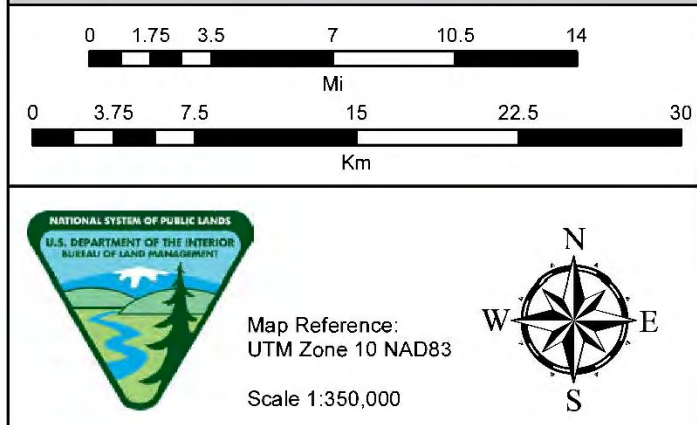 0 1.75 3.5 7 10.5 14
Mi
0 3.75 7.5 15 22.5 30
Km
NATIONAL SYSTEM OF PUBLIC LANDS
U.S. DEPARTMENT OF THE INTERIOR
BUREAU OF LAND MANAGEMENT
Map Reference:
UTM Zone 10 NAD83
Scale 1:350,000
N
W E
S